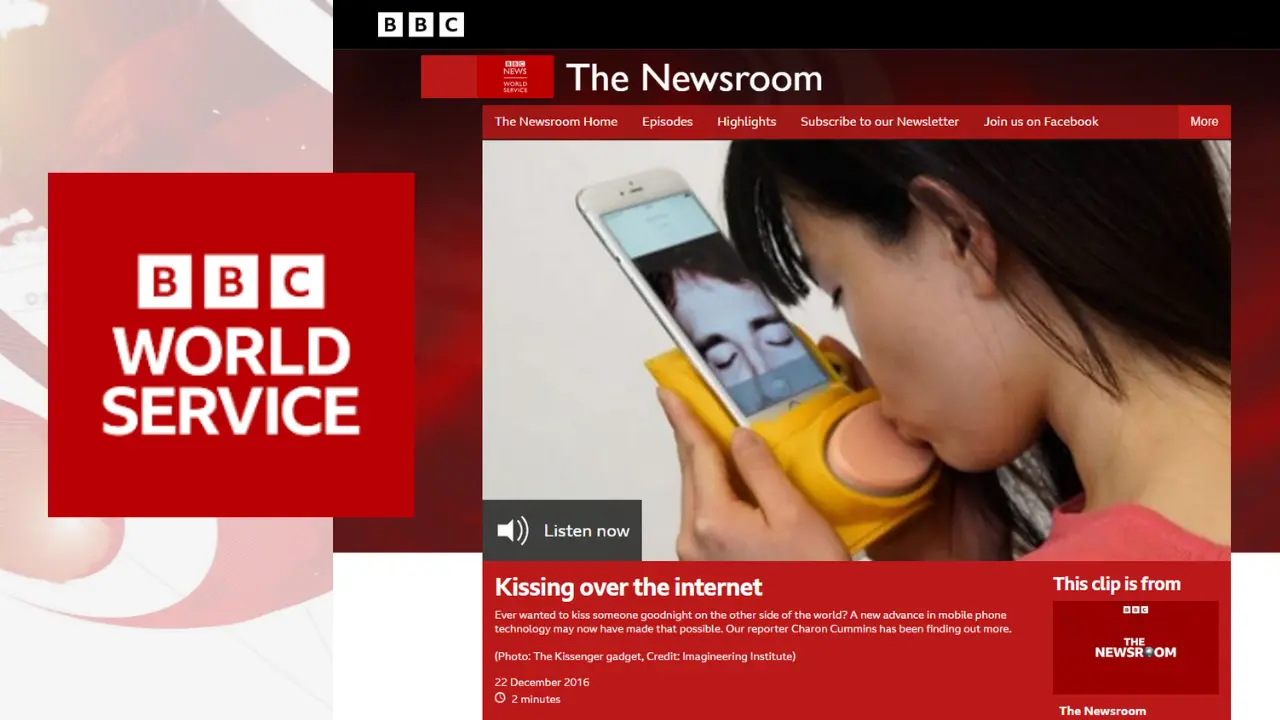 BBC
BBC
NEWS
WORLD
SERVICE
The Newsroom
The Newsroom Home Episodes Highlights Subscribe to our Newsletter Join us on Facebook More
BBC
WORLD
SERVICE
Listen now
Kissing over the internet
Ever wanted to kiss someone goodnight on the other side of the world? A new advance in mobile phone
technology may now have made that possible. Our reporter Charon Cummins has been finding out more.
(Photo: The Kissenger gadget, Credit: Imagineering Institute)
22 December 2016
2 minutes
This clip is from
BBC
THE
NEWSROOM
The Newsroom